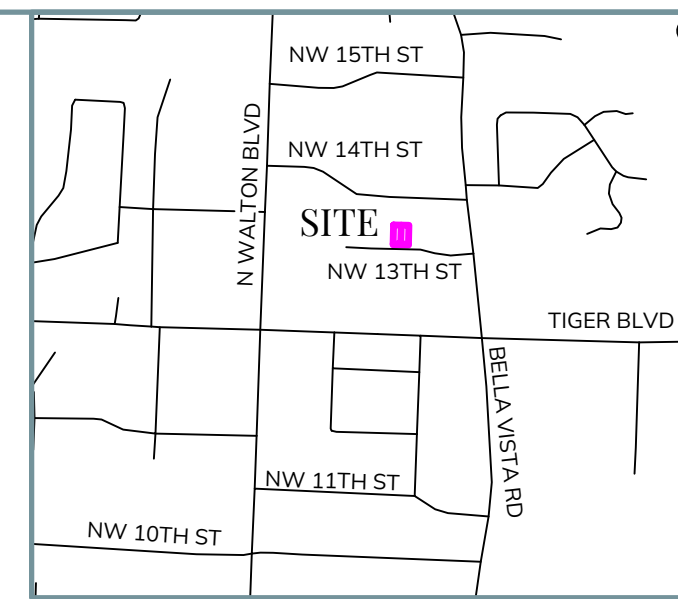 NW 15TH ST
NW 14TH ST
N WALTON BLVD
SITE
NW 13TH ST
TIGER BLVD
BELLA VISTA RD
NW 11TH ST
NW 10TH ST